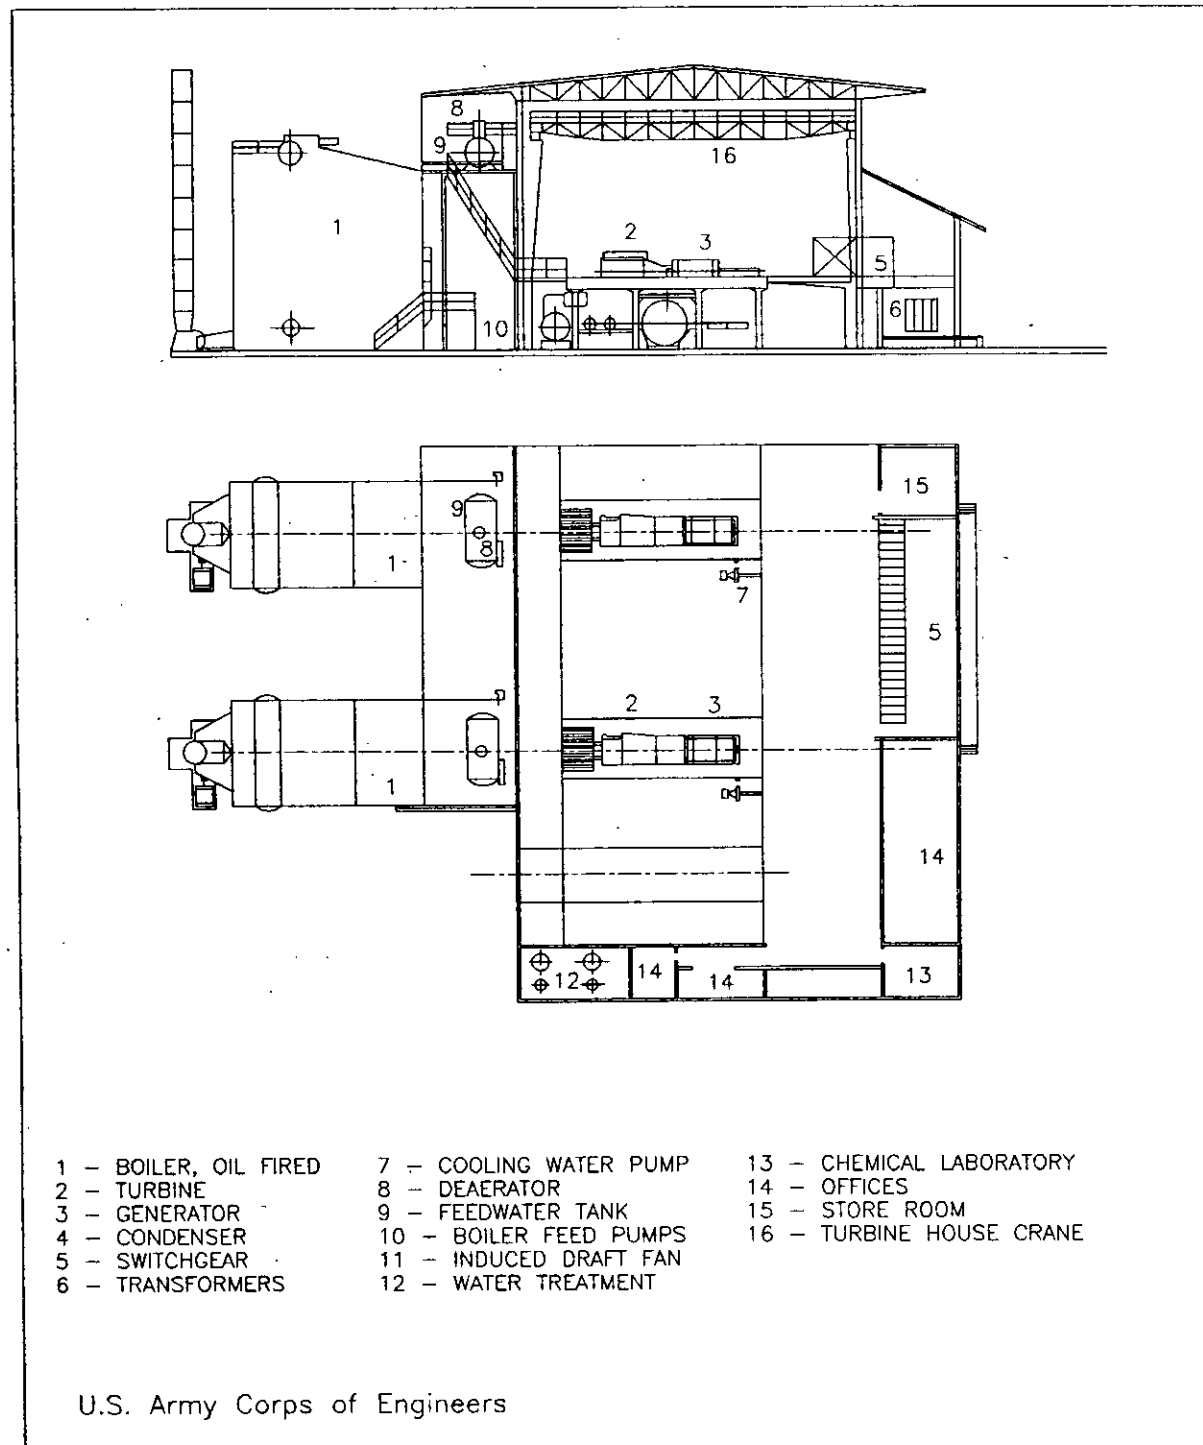 8
9
16
1
2
3
5
6
10
15
9
8
1
7
5
2
3
1
14
12
14
14
13
1 – BOILER, OIL FIRED
2 – TURBINE
3 – GENERATOR
4 – CONDENSER
5 – SWITCHGEAR
6 – TRANSFORMERS
7 – COOLING WATER PUMP
8 – DEAERATOR
9 – FEEDWATER TANK
10 – BOILER FEED PUMPS
11 – INDUCED DRAFT FAN
12 – WATER TREATMENT
13 – CHEMICAL LABORATORY
14 – OFFICES
15 – STORE ROOM
16 – TURBINE HOUSE CRANE
U.S. Army Corps of Engineers